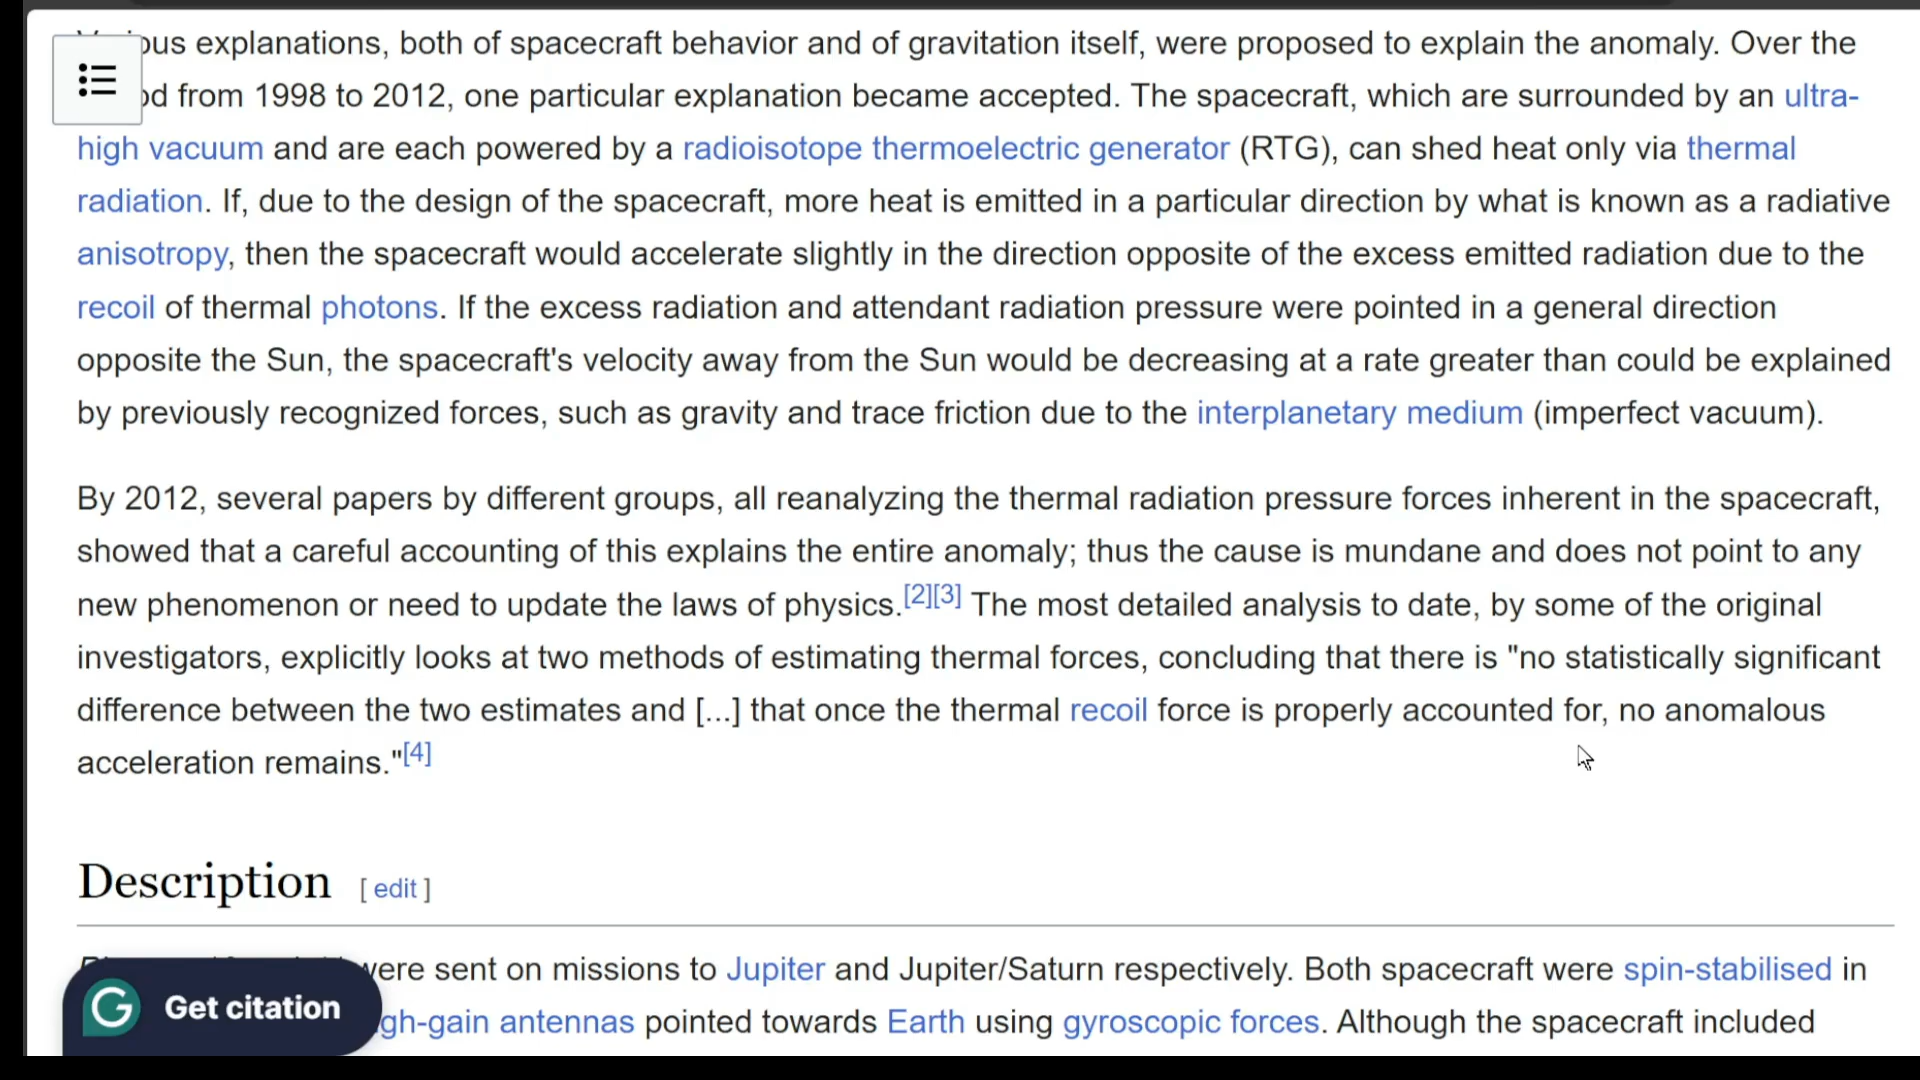 ous explanations, both of spacecraft behavior and of gravitation itself, were proposed to explain the anomaly. Over the
od from 1998 to 2012, one particular explanation became accepted. The spacecraft, which are surrounded by an ultra-
high vacuum and are each powered by a radioisotope thermoelectric generator (RTG), can shed heat only via thermal
radiation. If, due to the design of the spacecraft, more heat is emitted in a particular direction by what is known as a radiative
anisotropy, then the spacecraft would accelerate slightly in the direction opposite of the excess emitted radiation due to the
recoil of thermal photons. If the excess radiation and attendant radiation pressure were pointed in a general direction
opposite the Sun, the spacecraft's velocity away from the Sun would be decreasing at a rate greater than could be explained
by previously recognized forces, such as gravity and trace friction due to the interplanetary medium (imperfect vacuum).
By 2012, several papers by different groups, all reanalyzing the thermal radiation pressure forces inherent in the spacecraft,
showed that a careful accounting of this explains the entire anomaly; thus the cause is mundane and does not point to any
new phenomenon or need to update the laws of physics.[2][3] The most detailed analysis to date, by some of the original
investigators, explicitly looks at two methods of estimating thermal forces, concluding that there is "no statistically significant
difference between the two estimates and [...] that once the thermal recoil force is properly accounted for, no anomalous
acceleration remains."[4]
Description [ edit ]
were sent on missions to Jupiter and Jupiter/Saturn respectively. Both spacecraft were spin-stabilised in
Get citation
gh-gain antennas pointed towards Earth using gyroscopic forces. Although the spacecraft included